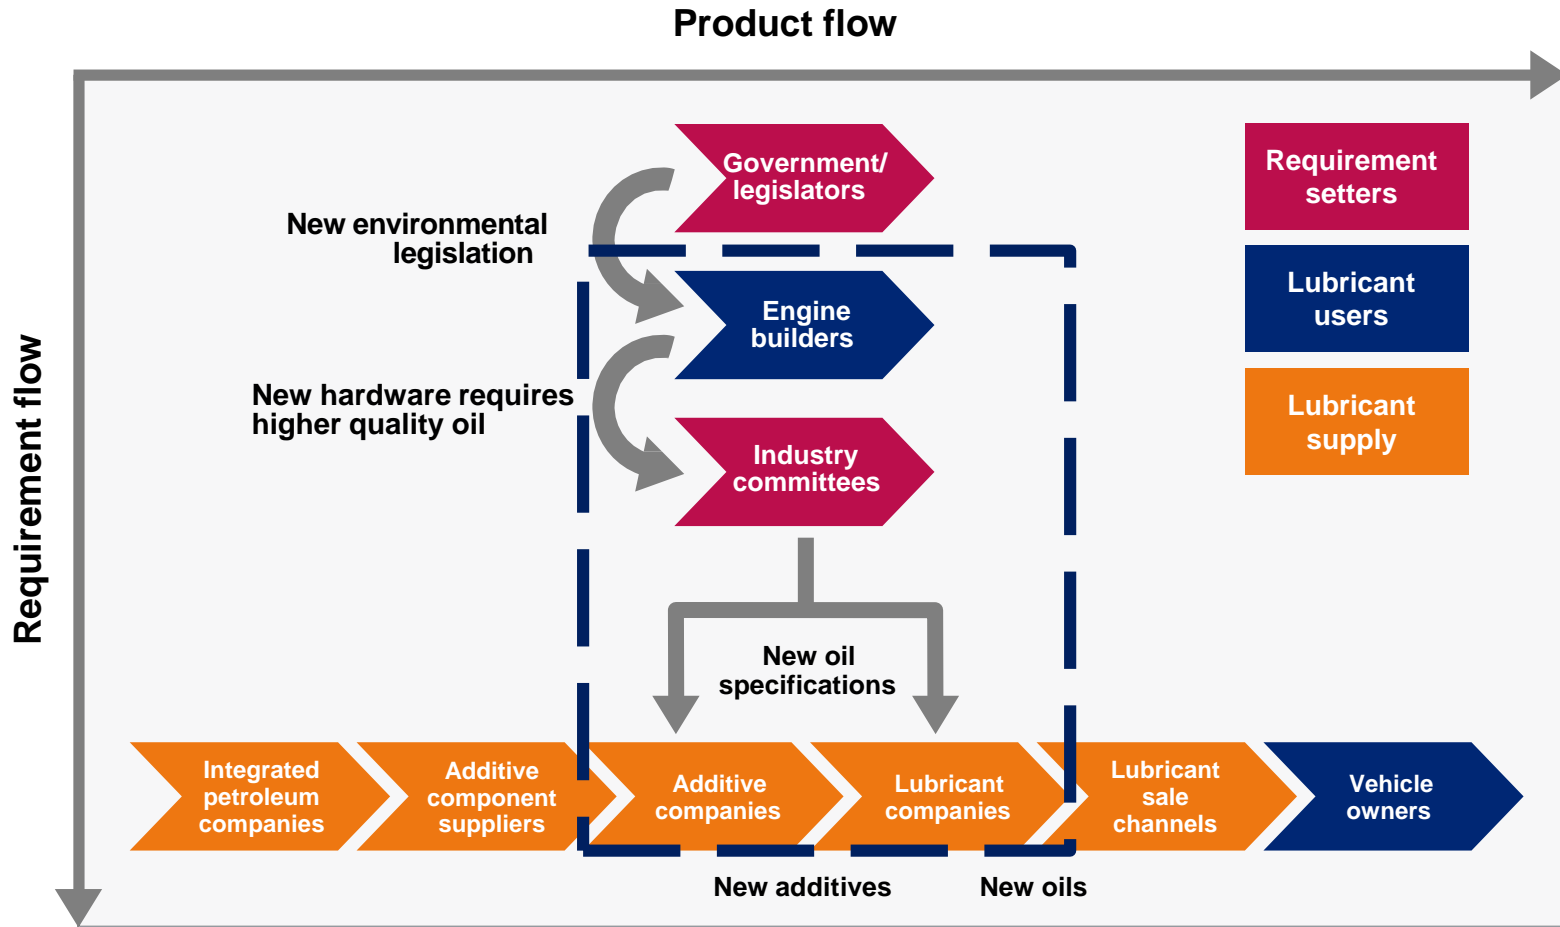 Product flow
Requirement flow
Government/
legislators
New environmental
legislation
Engine
builders
New hardware requires
higher quality oil
Industry
committees
Requirement
setters
Lubricant
users
Lubricant
supply
New oil
specifications
Integrated
petroleum
companies
Additive
component
suppliers
Additive
companies
Lubricant
companies
Lubricant
sale
channels
Vehicle
owners
New additives
New oils